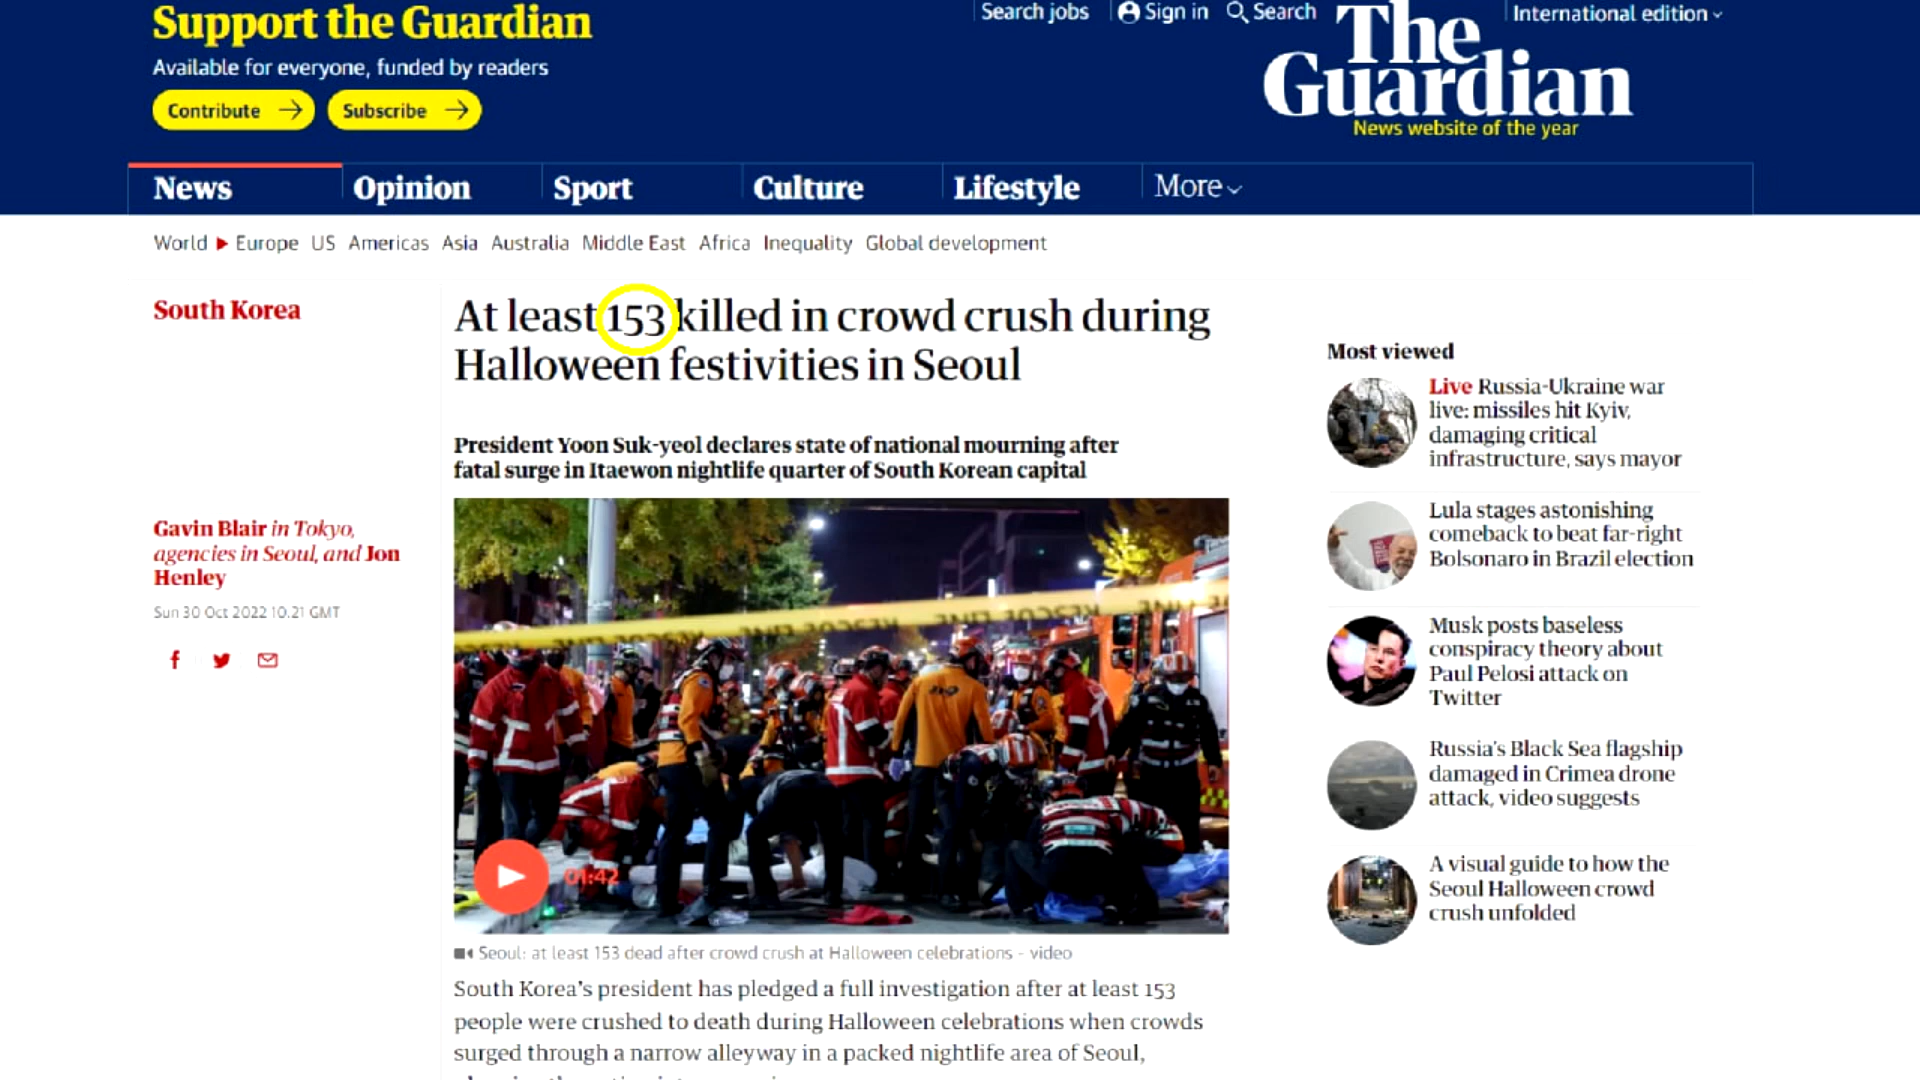 Support the Guardian
Available for everyone, funded by readers
Contribute
Subscribe
Search jobs
Sign in
Search
International edition
The
Guardian
News website of the year
News
Opinion
Sport
Culture
Lifestyle
More
World
Europe
US
Americas
Asia
Australia
Middle East
Africa
Inequality
Global development
South Korea
At least 153 killed in crowd crush during
Halloween festivities in Seoul
President Yoon Suk-yeol declares state of national mourning after
fatal surge in Itaewon nightlife quarter of South Korean capital
Gavin Blair in Tokyo,
agencies in Seoul, and Jon
Henley
Sun 30 Oct 2022 10.21 GMT
01:42
Seoul: at least 153 dead after crowd crush at Halloween celebrations - video
South Korea's president has pledged a full investigation after at least 153
people were crushed to death during Halloween celebrations when crowds
surged through a narrow alleyway in a packed nightlife area of Seoul,
Most viewed
Live Russia-Ukraine war
live: missiles hit Kyiv,
damaging critical
infrastructure, says mayor
Lula stages astonishing
comeback to beat far-right
Bolsonaro in Brazil election
Musk posts baseless
conspiracy theory about
Paul Pelosi attack on
Twitter
Russia's Black Sea flagship
damaged in Crimea drone
attack, video suggests
A visual guide to how the
Seoul Halloween crowd
crush unfolded